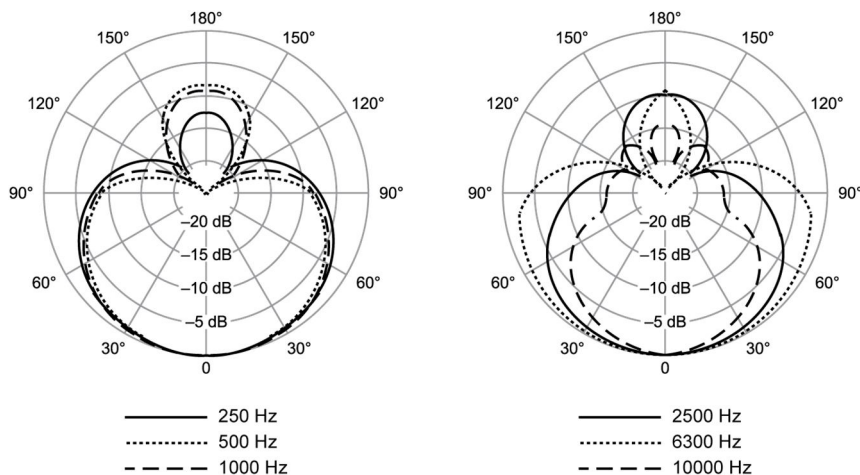 180° 180°
150° 150° 150° 150°
120° 120° 120° 120°
90° 90° 90° 90°
–20 dB –20 dB
–15 dB –15 dB
60° 60° 60° 60°
–10 dB –10 dB
–5 dB –5 dB
30° 30° 30° 30°
0 0
250 Hz 2500 Hz
500 Hz 6300 Hz
1000 Hz 10000 Hz